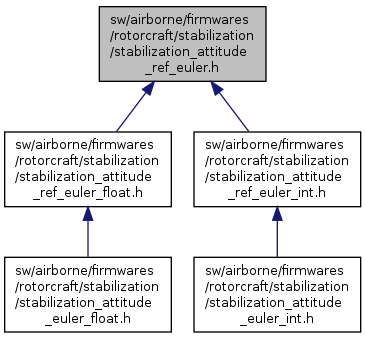 sw/airborne/firmwares
/rotorcraft/stabilization
/stabilization_attitude
_ref_euler.h
sw/airborne/firmwares
/rotorcraft/stabilization
/stabilization_attitude
_ref_euler_float.h
sw/airborne/firmwares
/rotorcraft/stabilization
/stabilization_attitude
_ref_euler_int.h
sw/airborne/firmwares
/rotorcraft/stabilization
/stabilization_attitude
_euler_float.h
sw/airborne/firmwares
/rotorcraft/stabilization
/stabilization_attitude
_euler_int.h